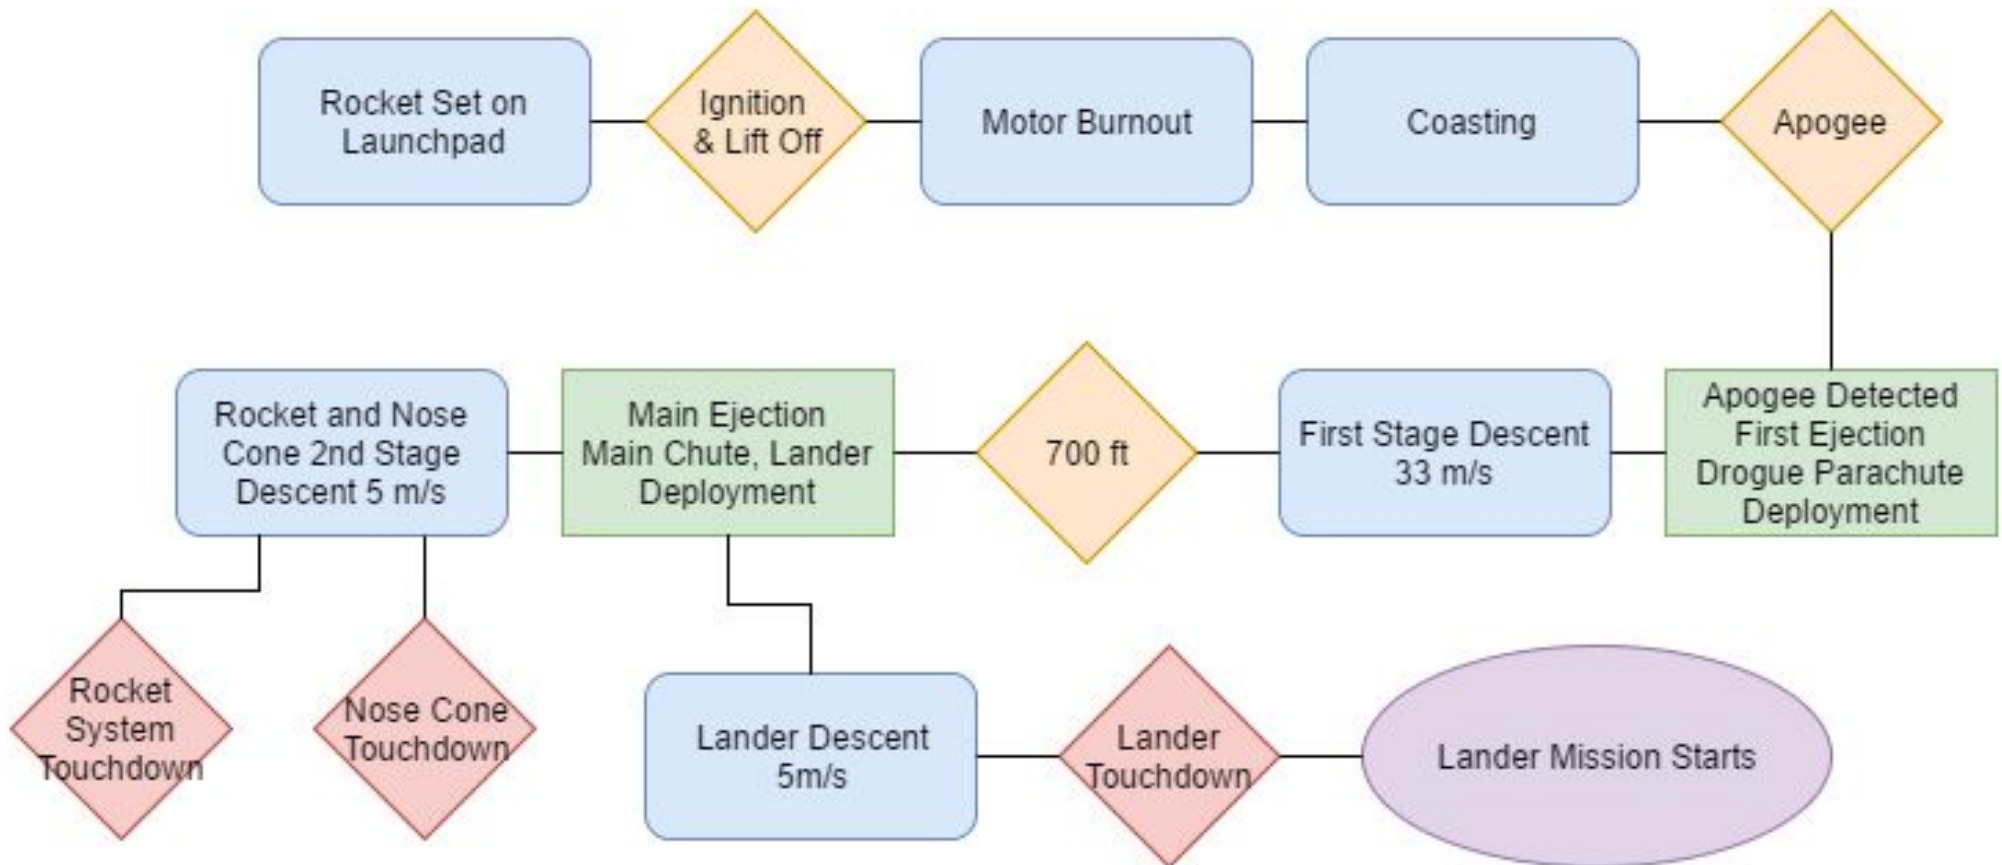 Rocket Set on
Launchpad
Ignition
& Lift Off
Motor Burnout
Coasting
Apogee
Apogee Detected
First Ejection
Drogue Parachute
Deployment
First Stage Descent
33 m/s
700 ft
Main Ejection
Main Chute, Lander
Deployment
Rocket and Nose
Cone 2nd Stage
Descent 5 m/s
Rocket
System
Touchdown
Nose Cone
Touchdown
Lander Descent
5m/s
Lander
Touchdown
Lander Mission Starts